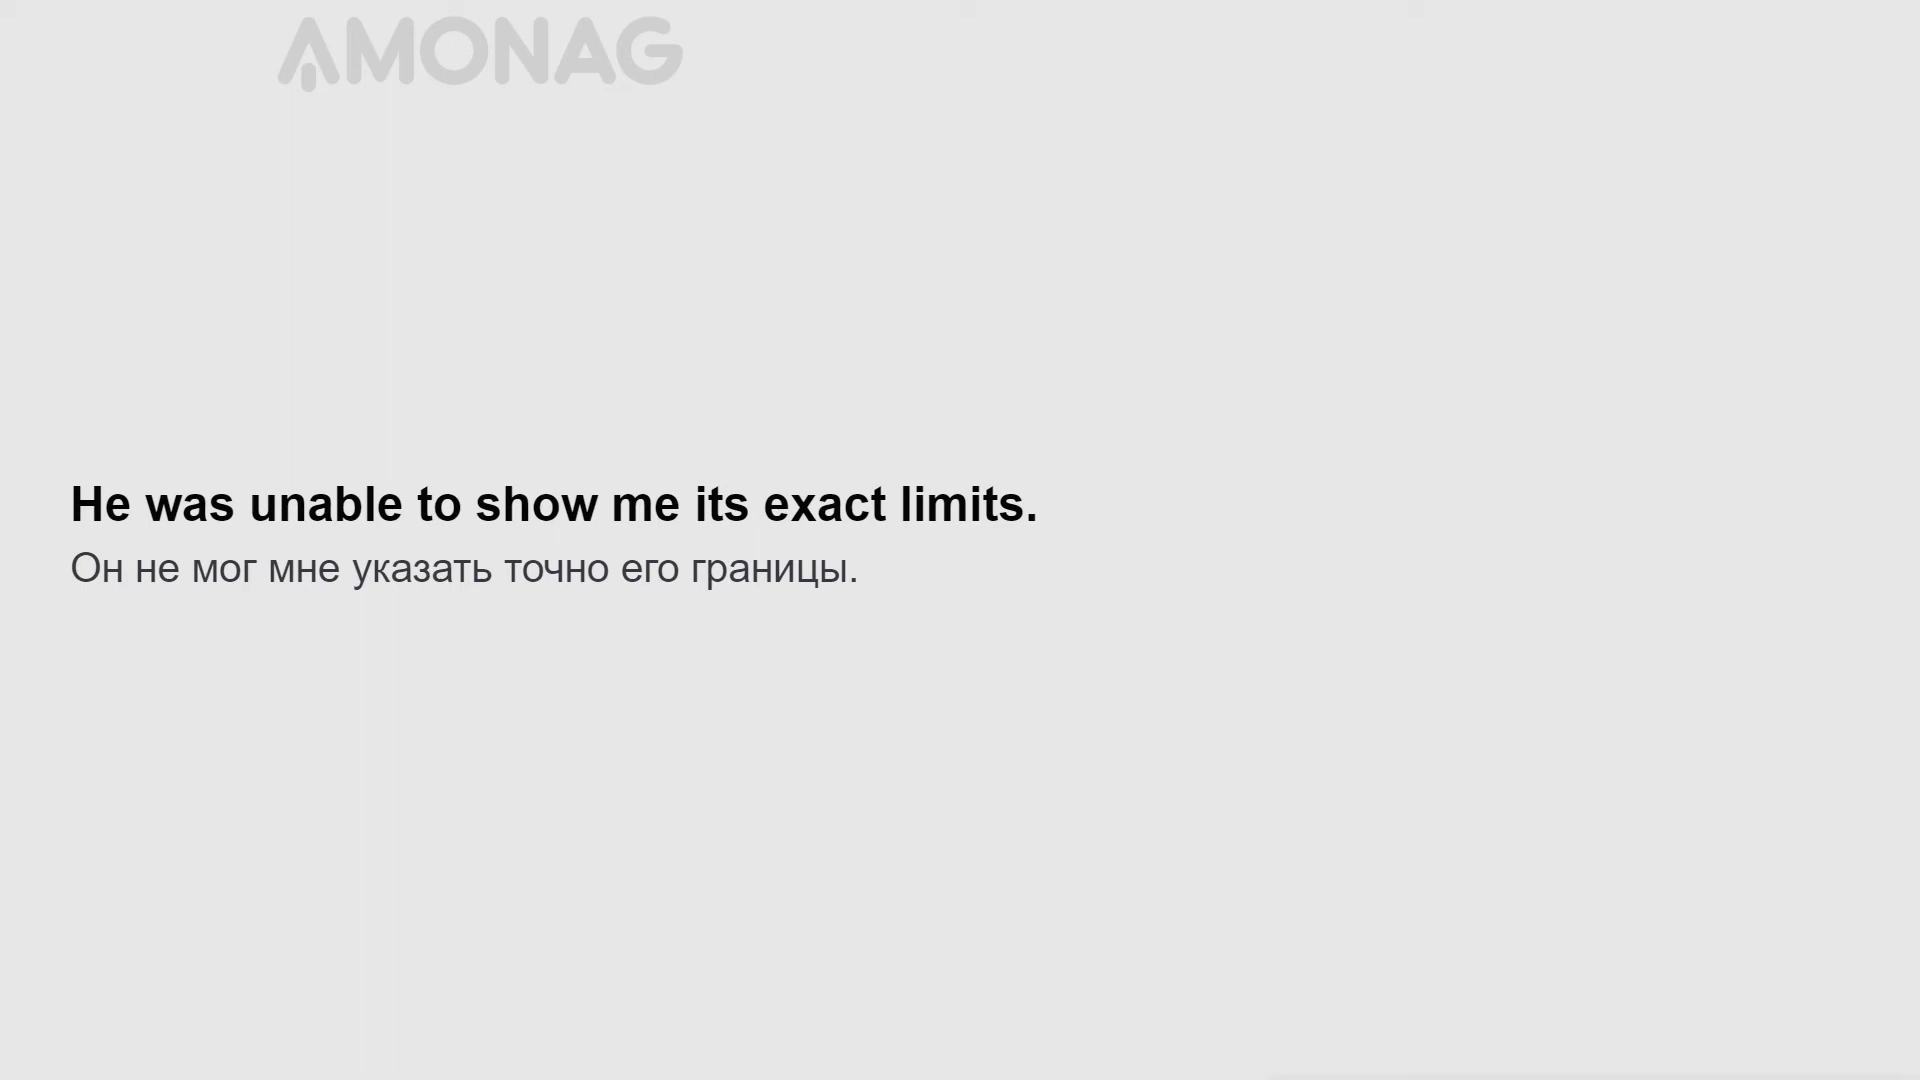 AMONAG
He was unable to show me its exact limits.
Он не мог мне указать точно его границы.